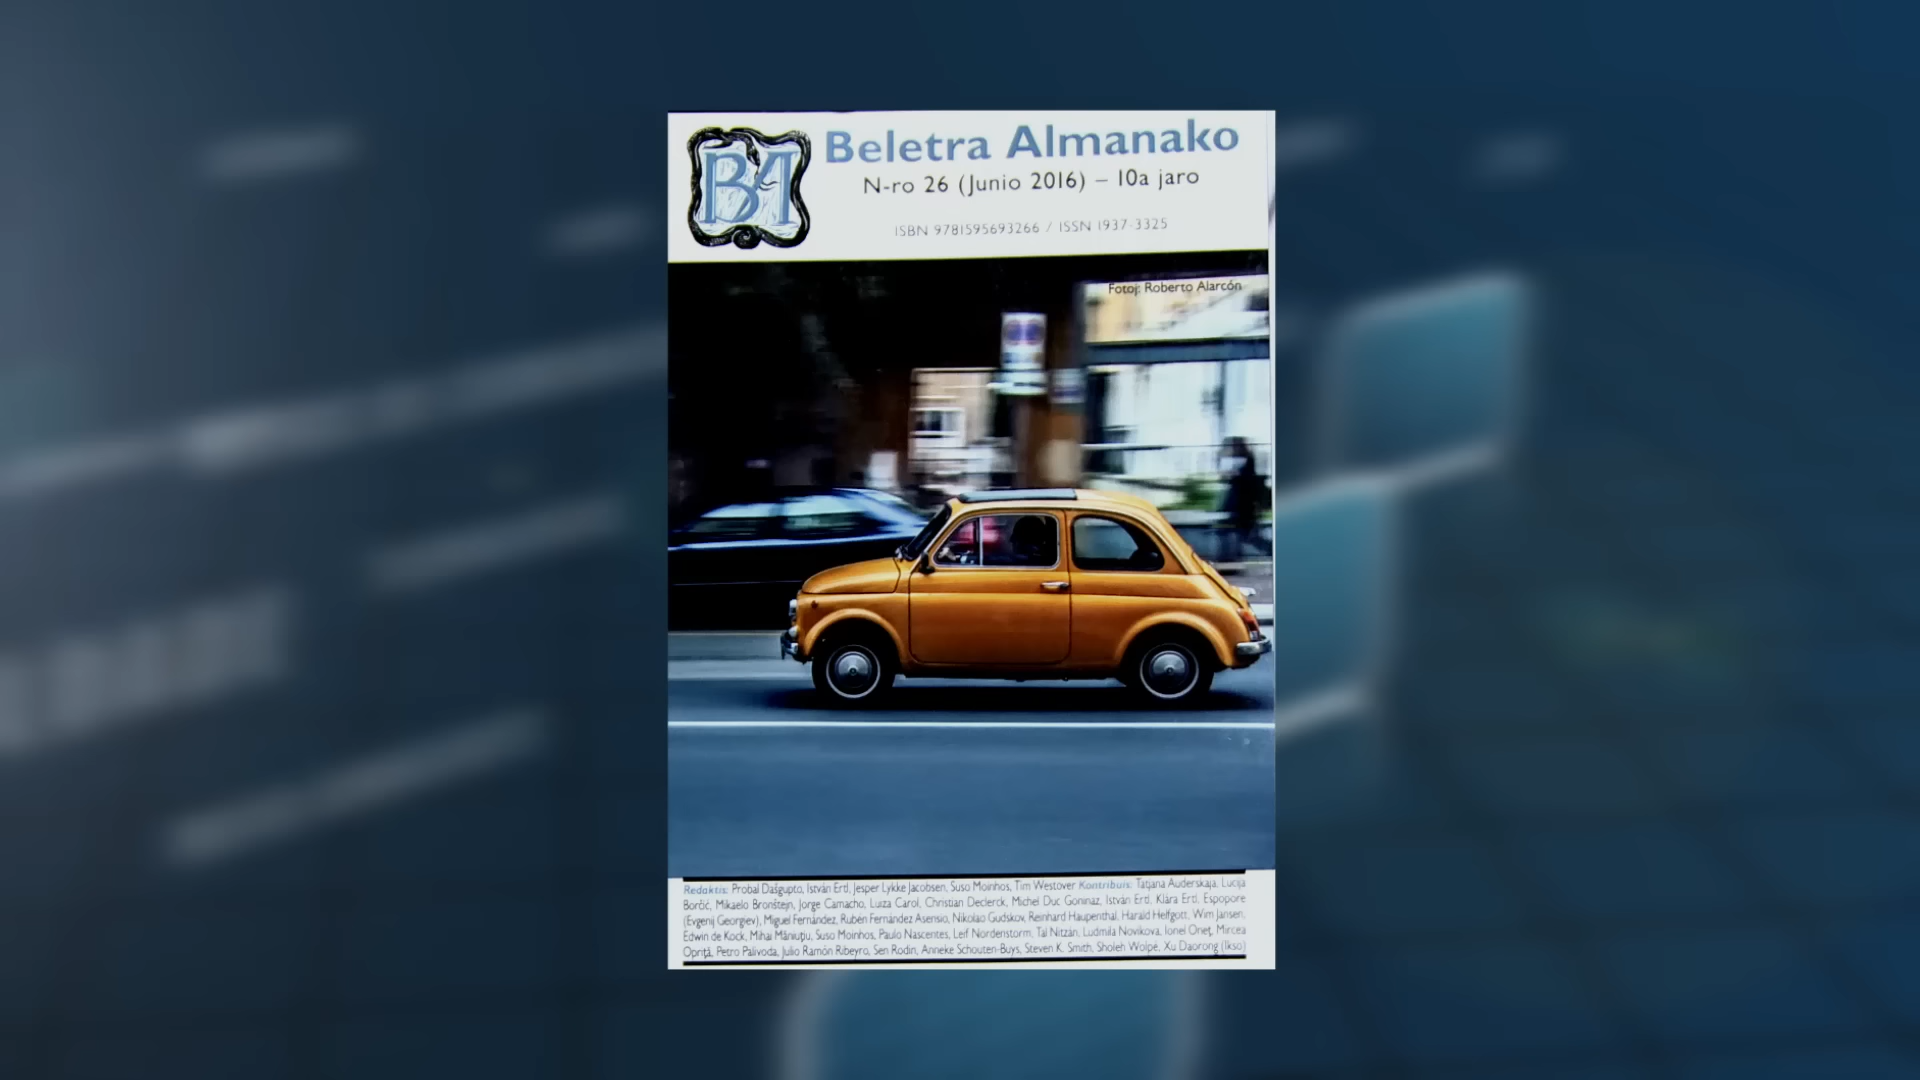 BA
Beletra Almanako
N-ro 26 (Junio 2016) – 10a jaro
ISBN 9781595693266 / ISSN 1937-3325
Fotoj: Roberto Alarcón
Redaktis: Probal Daŝgupto, István Ertl, Jesper Lykke Jacobsen, Suso Moinhos, Tim Westover Kontribuis: Tatjana Auderskaja, Lucija
Borčić, Mikaelo Bronŝtejn, Jorge Camacho, Luiza Carol, Christian Declerck, Michel Duc Goninaz, István Ertl, Klára Ertl, Espopore
(Evgenij Georgiev), Miguel Fernández, Rubén Fernández Asensio, Nikolao Gudskov, Reinhard Haupenthal, Harald Helfgott, Wim Jansen,
Edwin de Kock, Mihai Măniuţiu, Suso Moinhos, Paulo Nascentes, Leif Nordenstorm, Tal Nitzán, Ludmila Novikova, Ionel Oneţ, Mircea
Opriţă, Petro Palivoda, Julio Ramón Ribeyro, Sen Rodin, Anneke Schouten-Buys, Steven K. Smith, Sholeh Wolpé, Xu Daorong (Ikso)